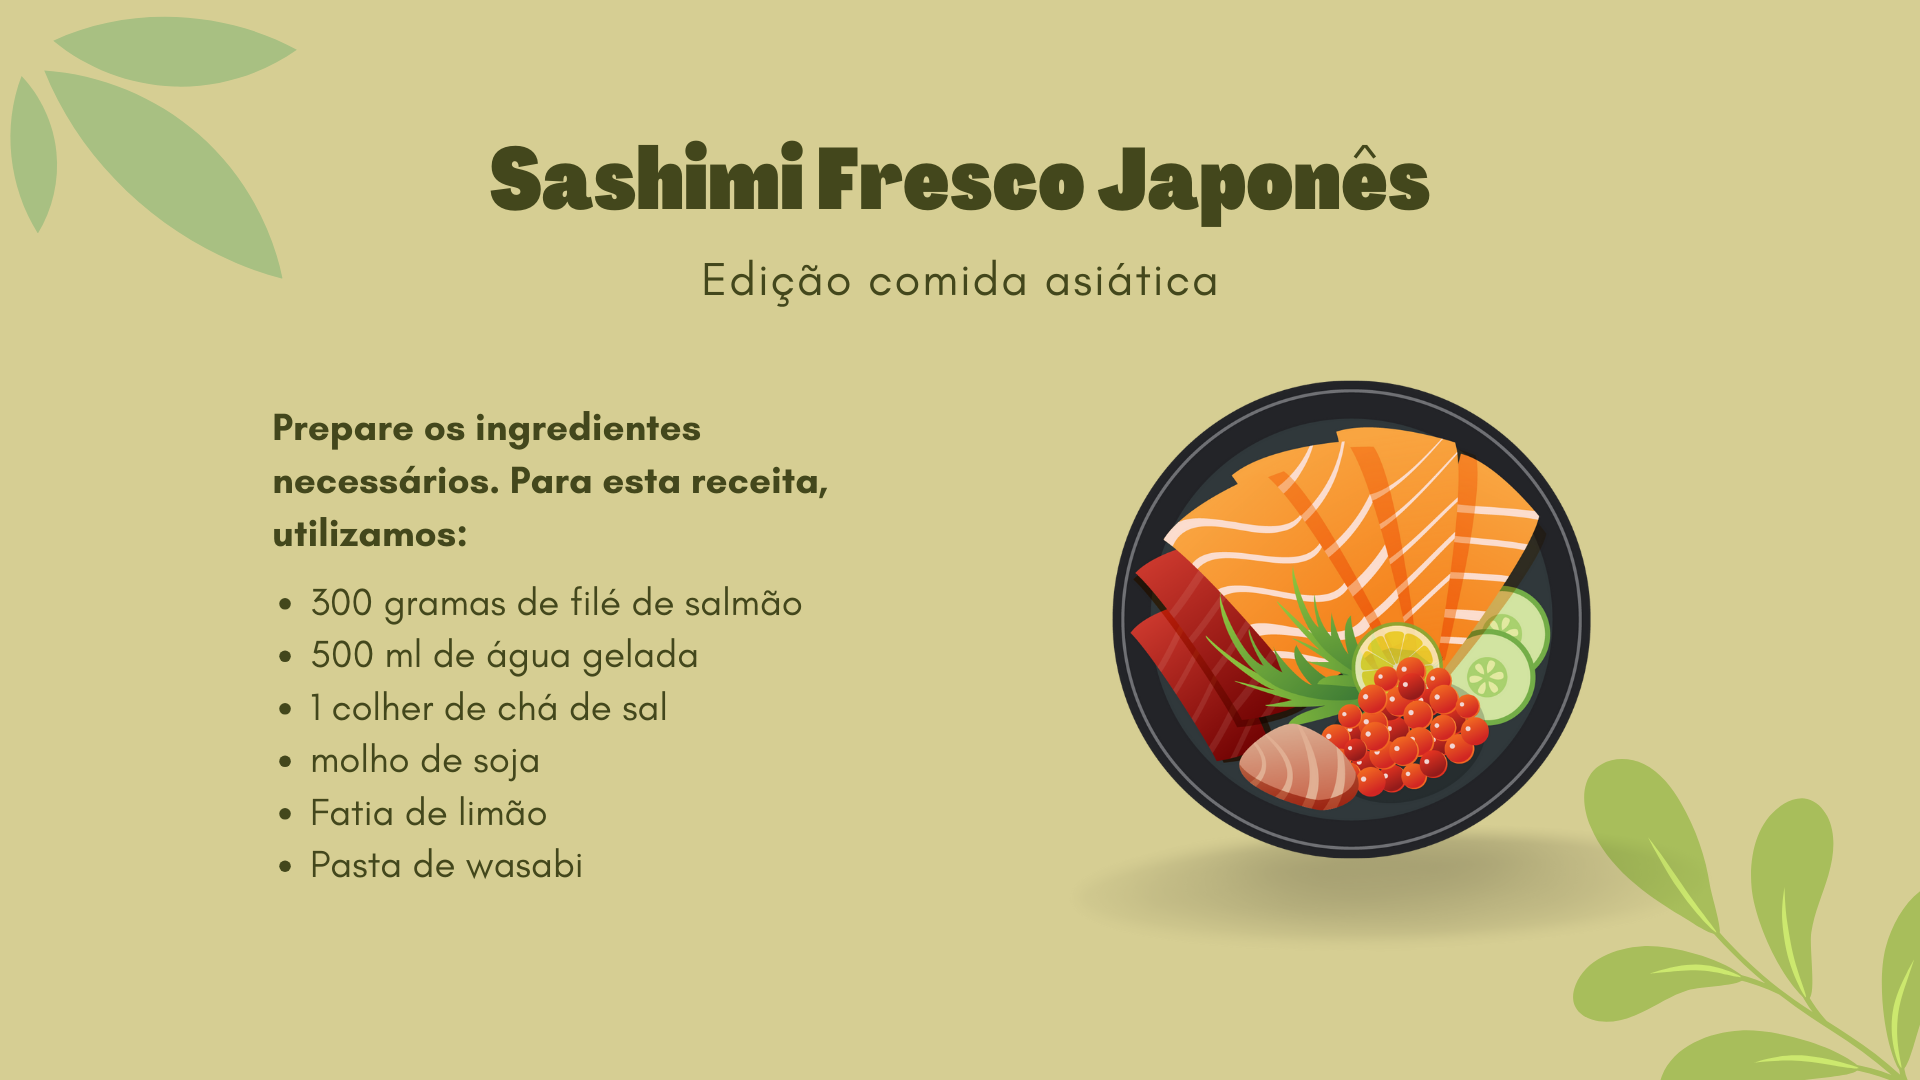 Sashimi Fresco Japonês
Edição comida asiática
Prepare os ingredientes
necessários. Para esta receita,
utilizamos:
• 300 gramas de filé de salmão
• 500 ml de água gelada
• 1 colher de chá de sal
• molho de soja
• Fatia de limão
• Pasta de wasabi